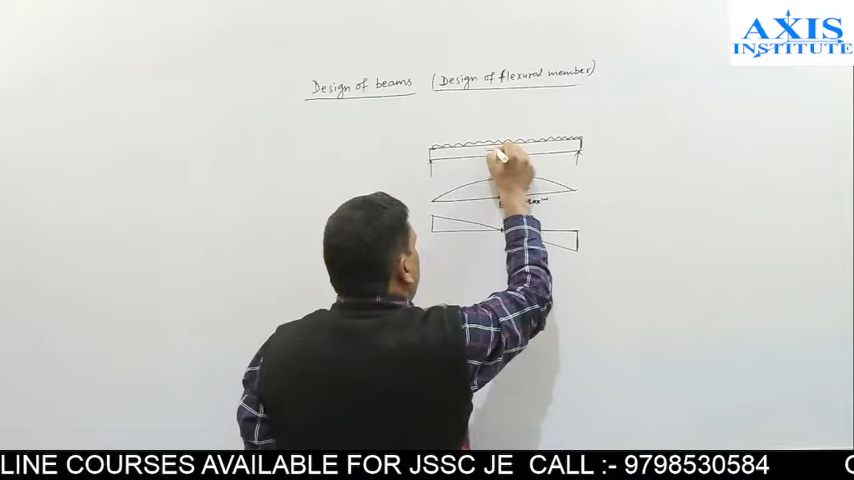 AXIS
INSTITUTE
Design of beams (Design of flexural member)
LINE COURSES AVAILABLE FOR JSSC JE CALL :- 9798530584